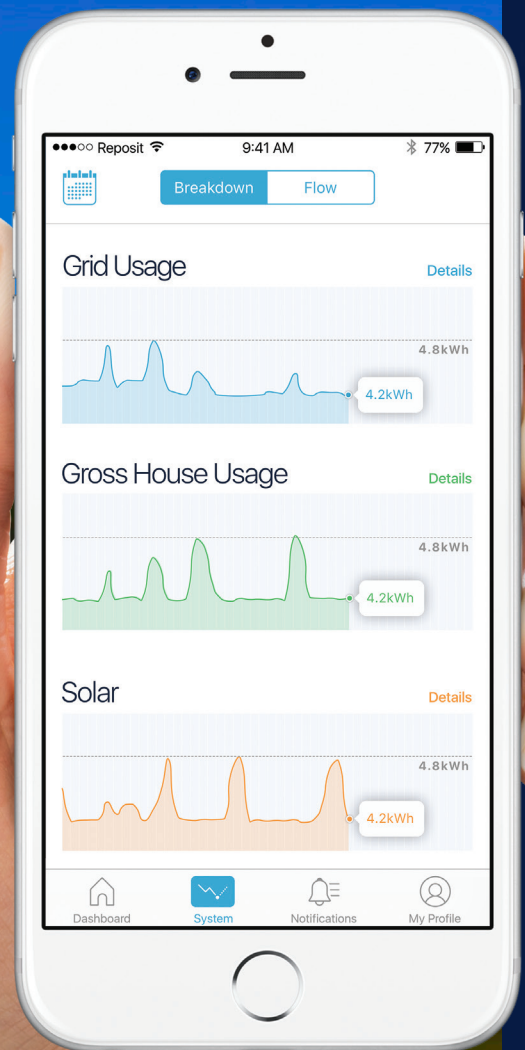 Reposit 9:41 AM 77%
Breakdown Flow
Grid Usage Details
4.8kWh
4.2kWh
Gross House Usage Details
4.8kWh
4.2kWh
Solar Details
4.8kWh
4.2kWh
Dashboard System Notifications My Profile